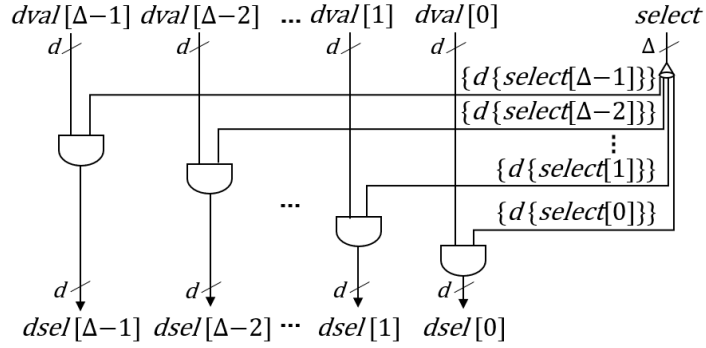 dval[Δ−1] dval[Δ−2] ... dval[1] dval[0] select
d d d d Δ
{d{select[Δ−1]}}
{d{select[Δ−2]}}
⋮
{d{select[1]}}
{d{select[0]}}
...
d d d d
dsel[Δ−1] dsel[Δ−2] ... dsel[1] dsel[0]